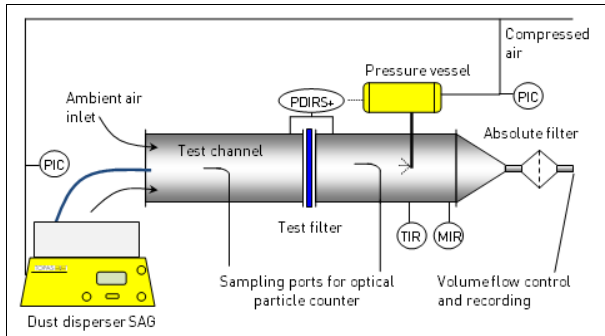 Compressed
air
Pressure vessel
PDIRS+
PIC
Ambient air
inlet
Absolute filter
Test channel
PIC
Test filter
TIR
MIR
Sampling ports for optical
particle counter
Volume flow control
and recording
Dust disperser SAG